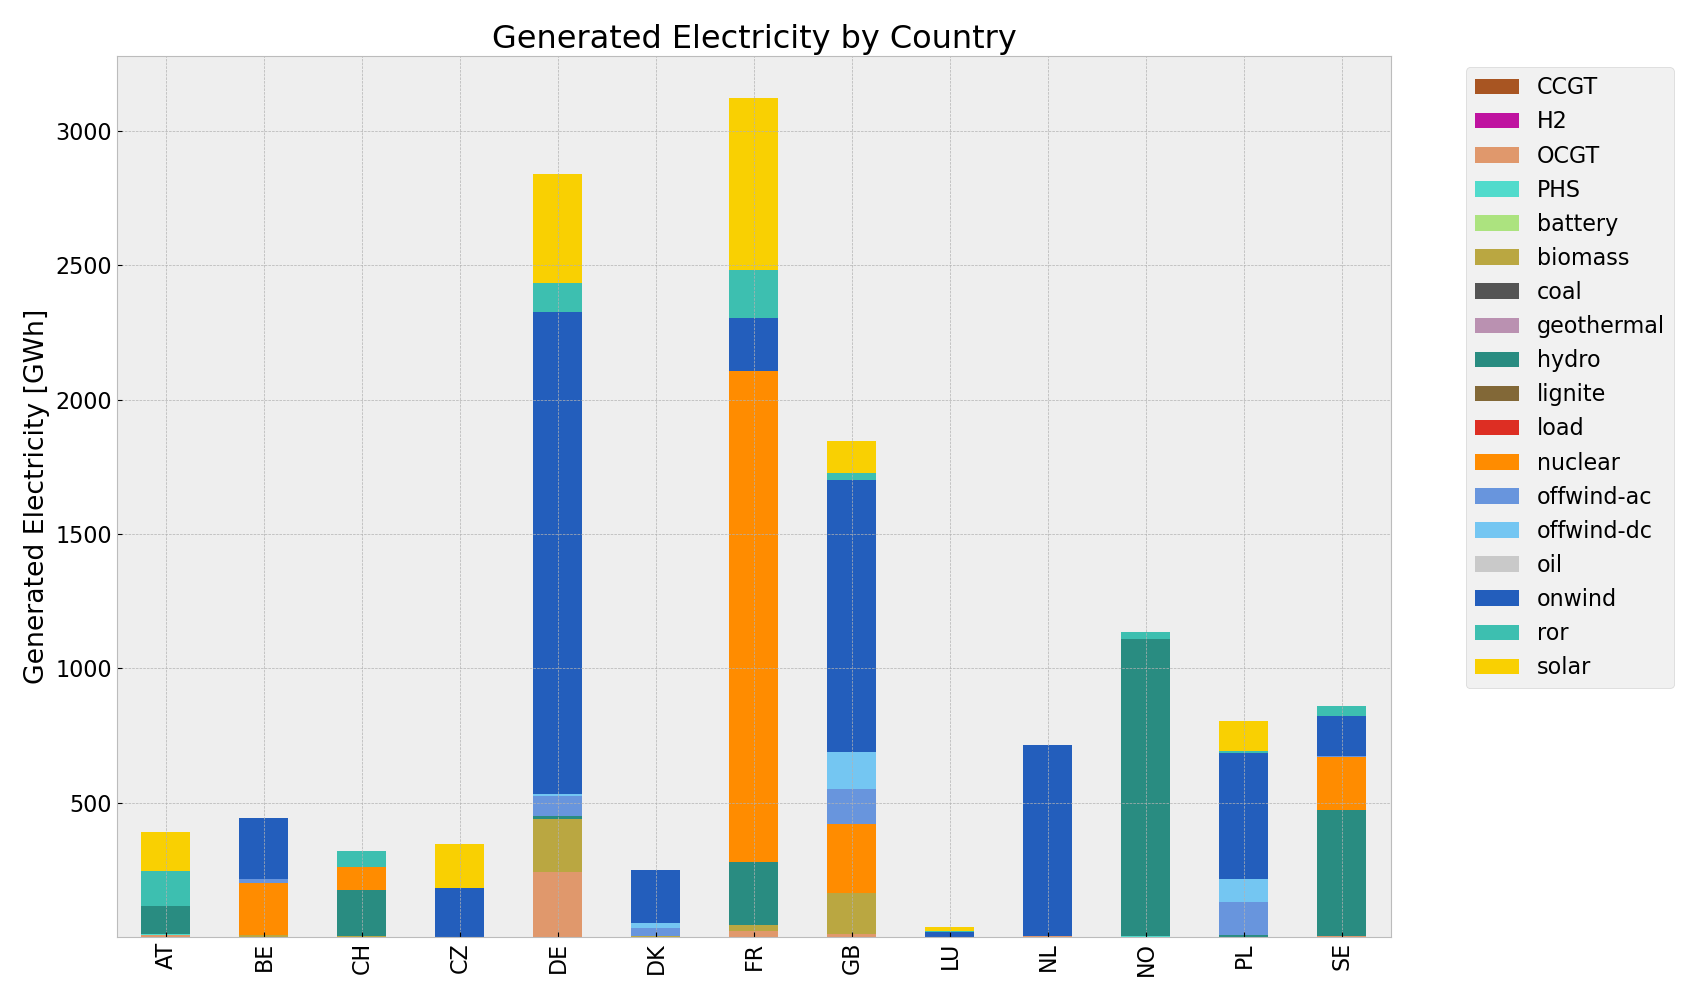 Generated Electricity by Country
Generated Electricity [GWh]
3000
2500
2000
1500
1000
500
AT
BE
CH
CZ
DE
DK
FR
GB
LU
NL
NO
PL
SE
CCGT
H2
OCGT
PHS
battery
biomass
coal
geothermal
hydro
lignite
load
nuclear
offwind-ac
offwind-dc
oil
onwind
ror
solar